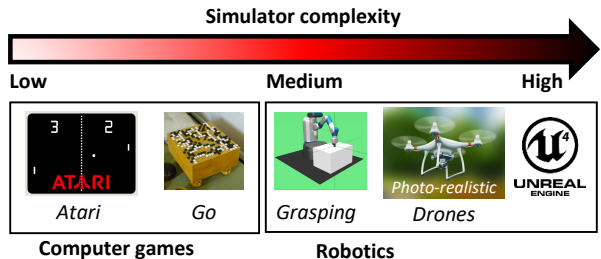 Simulator complexity
Low Medium High
3 2
ATARI
Photo-realistic
U 4
UNREAL
ENGINE
Atari Go Grasping Drones
Computer games Robotics